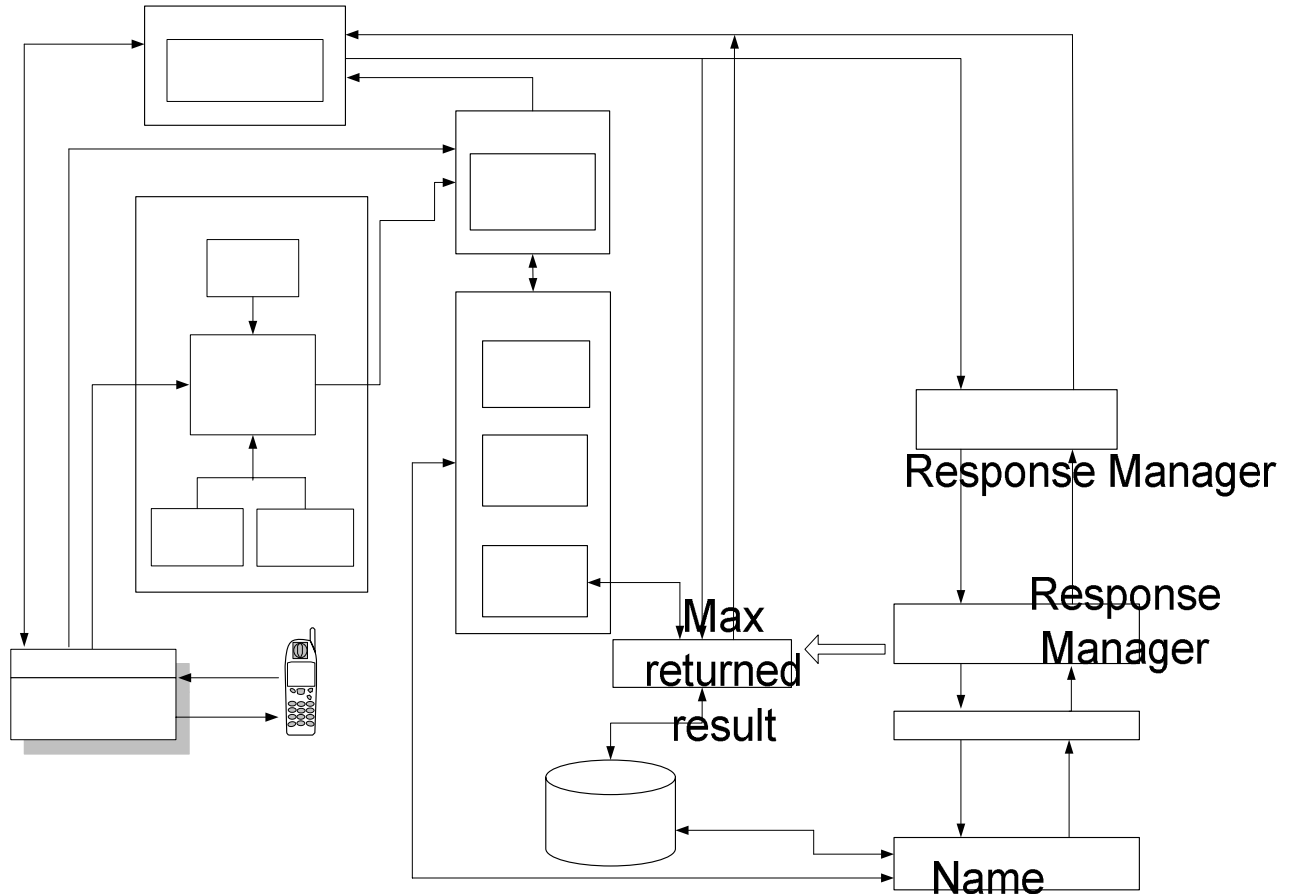 Response Manager
Response
Manager
Max
returned
result
Name